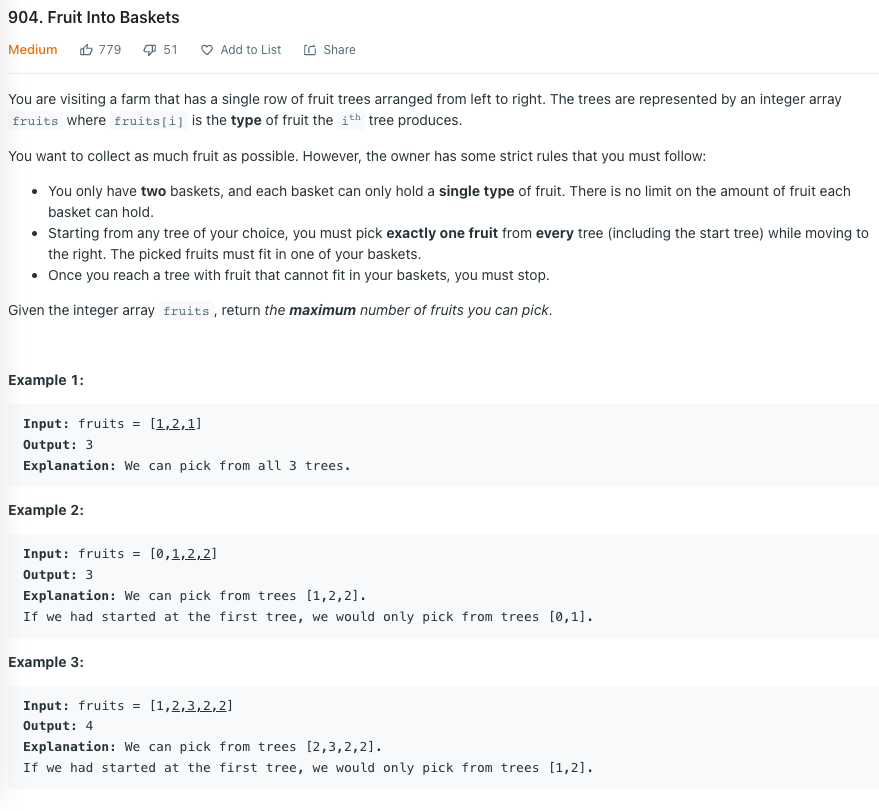 904. Fruit Into Baskets
Medium 779 51 Add to List Share
You are visiting a farm that has a single row of fruit trees arranged from left to right. The trees are represented by an integer array
fruits where fruits[i] is the type of fruit the ith tree produces.
You want to collect as much fruit as possible. However, the owner has some strict rules that you must follow:
• You only have two baskets, and each basket can only hold a single type of fruit. There is no limit on the amount of fruit each
basket can hold.
• Starting from any tree of your choice, you must pick exactly one fruit from every tree (including the start tree) while moving to
the right. The picked fruits must fit in one of your baskets.
• Once you reach a tree with fruit that cannot fit in your baskets, you must stop.
Given the integer array fruits , return the maximum number of fruits you can pick.
Example 1:
Input: fruits = [1,2,1]
Output: 3
Explanation: We can pick from all 3 trees.
Example 2:
Input: fruits = [0,1,2,2]
Output: 3
Explanation: We can pick from trees [1,2,2].
If we had started at the first tree, we would only pick from trees [0,1].
Example 3:
Input: fruits = [1,2,3,2,2]
Output: 4
Explanation: We can pick from trees [2,3,2,2].
If we had started at the first tree, we would only pick from trees [1,2].